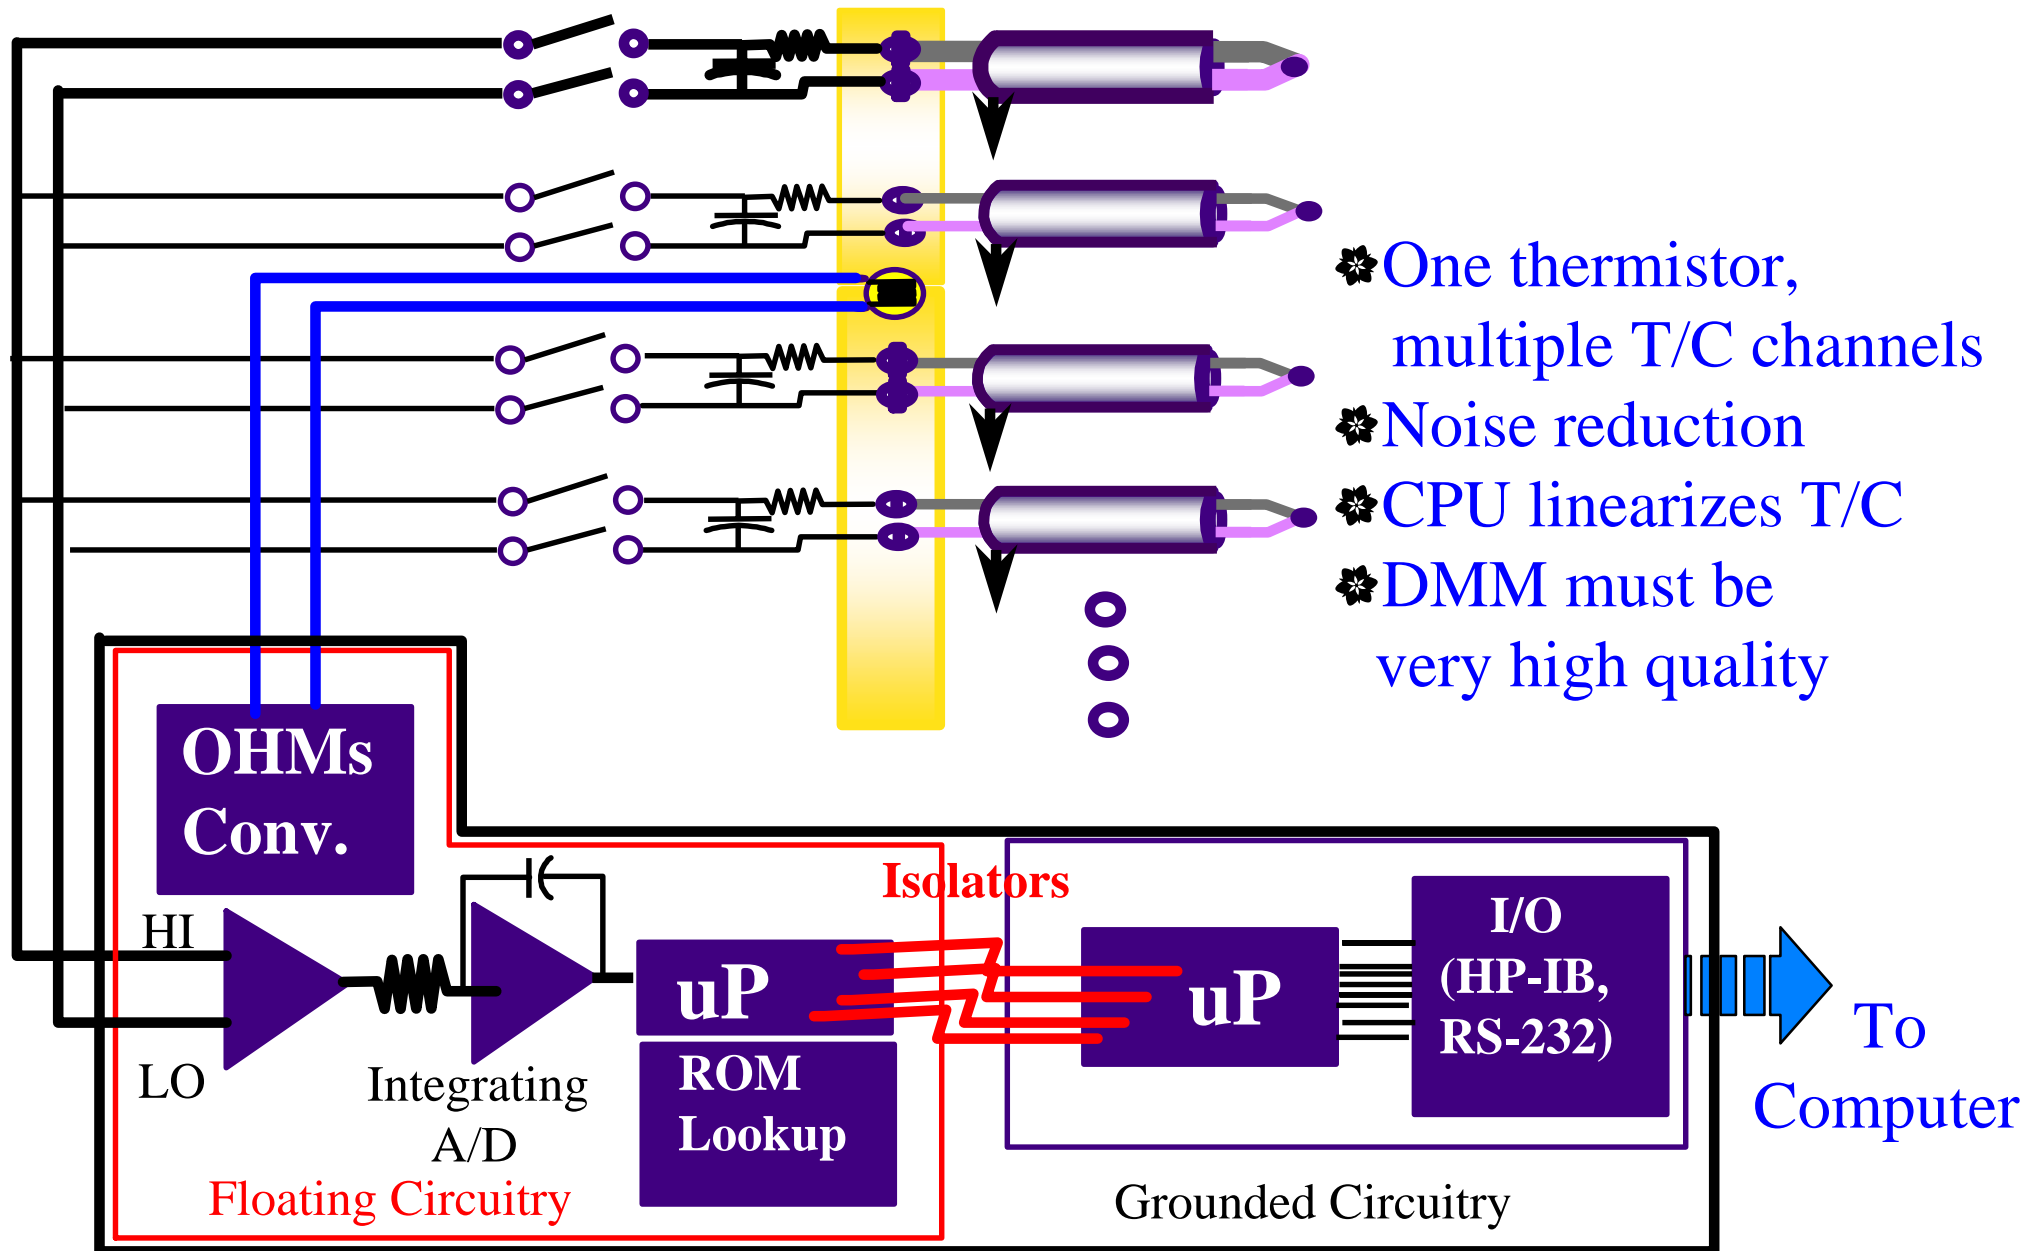 One thermistor,
multiple T/C channels
Noise reduction
CPU linearizes T/C
DMM must be
very high quality
OHMs
Conv.
HI
LO
Integrating
A/D
Floating Circuitry
uP
ROM
Lookup
Isolators
uP
I/O
(HP-IB,
RS-232)
Grounded Circuitry
To
Computer